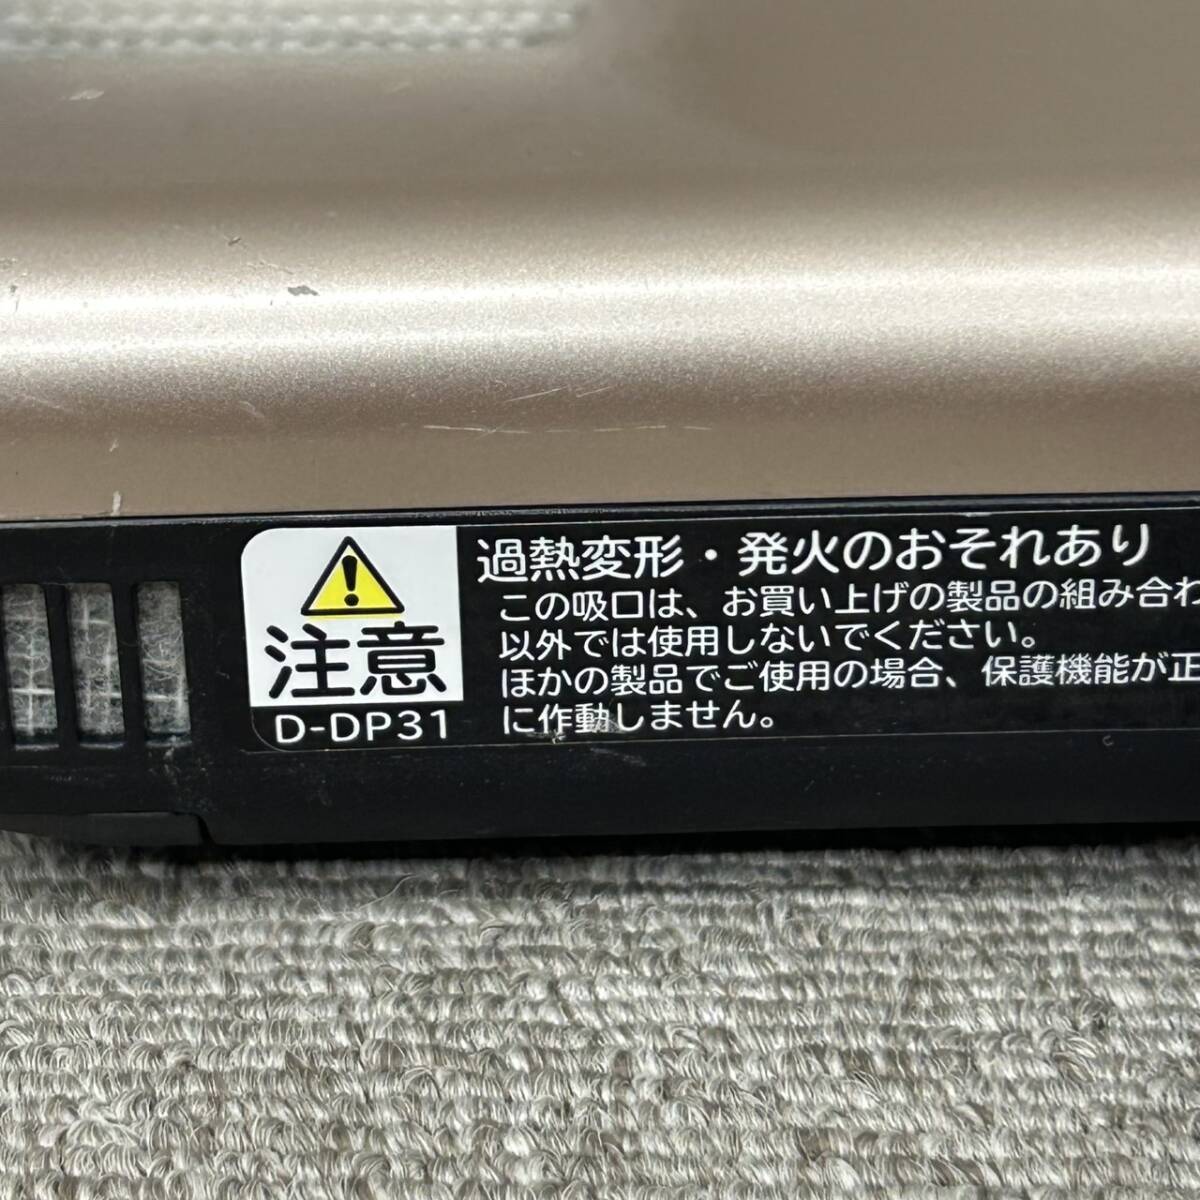 注意
D-DP31
過熱変形・発火のおそれあり
この吸口は、お買い上げの製品の組み合わ
以外では使用しないでください。
ほかの製品でご使用の場合、保護機能が正
に作動しません。